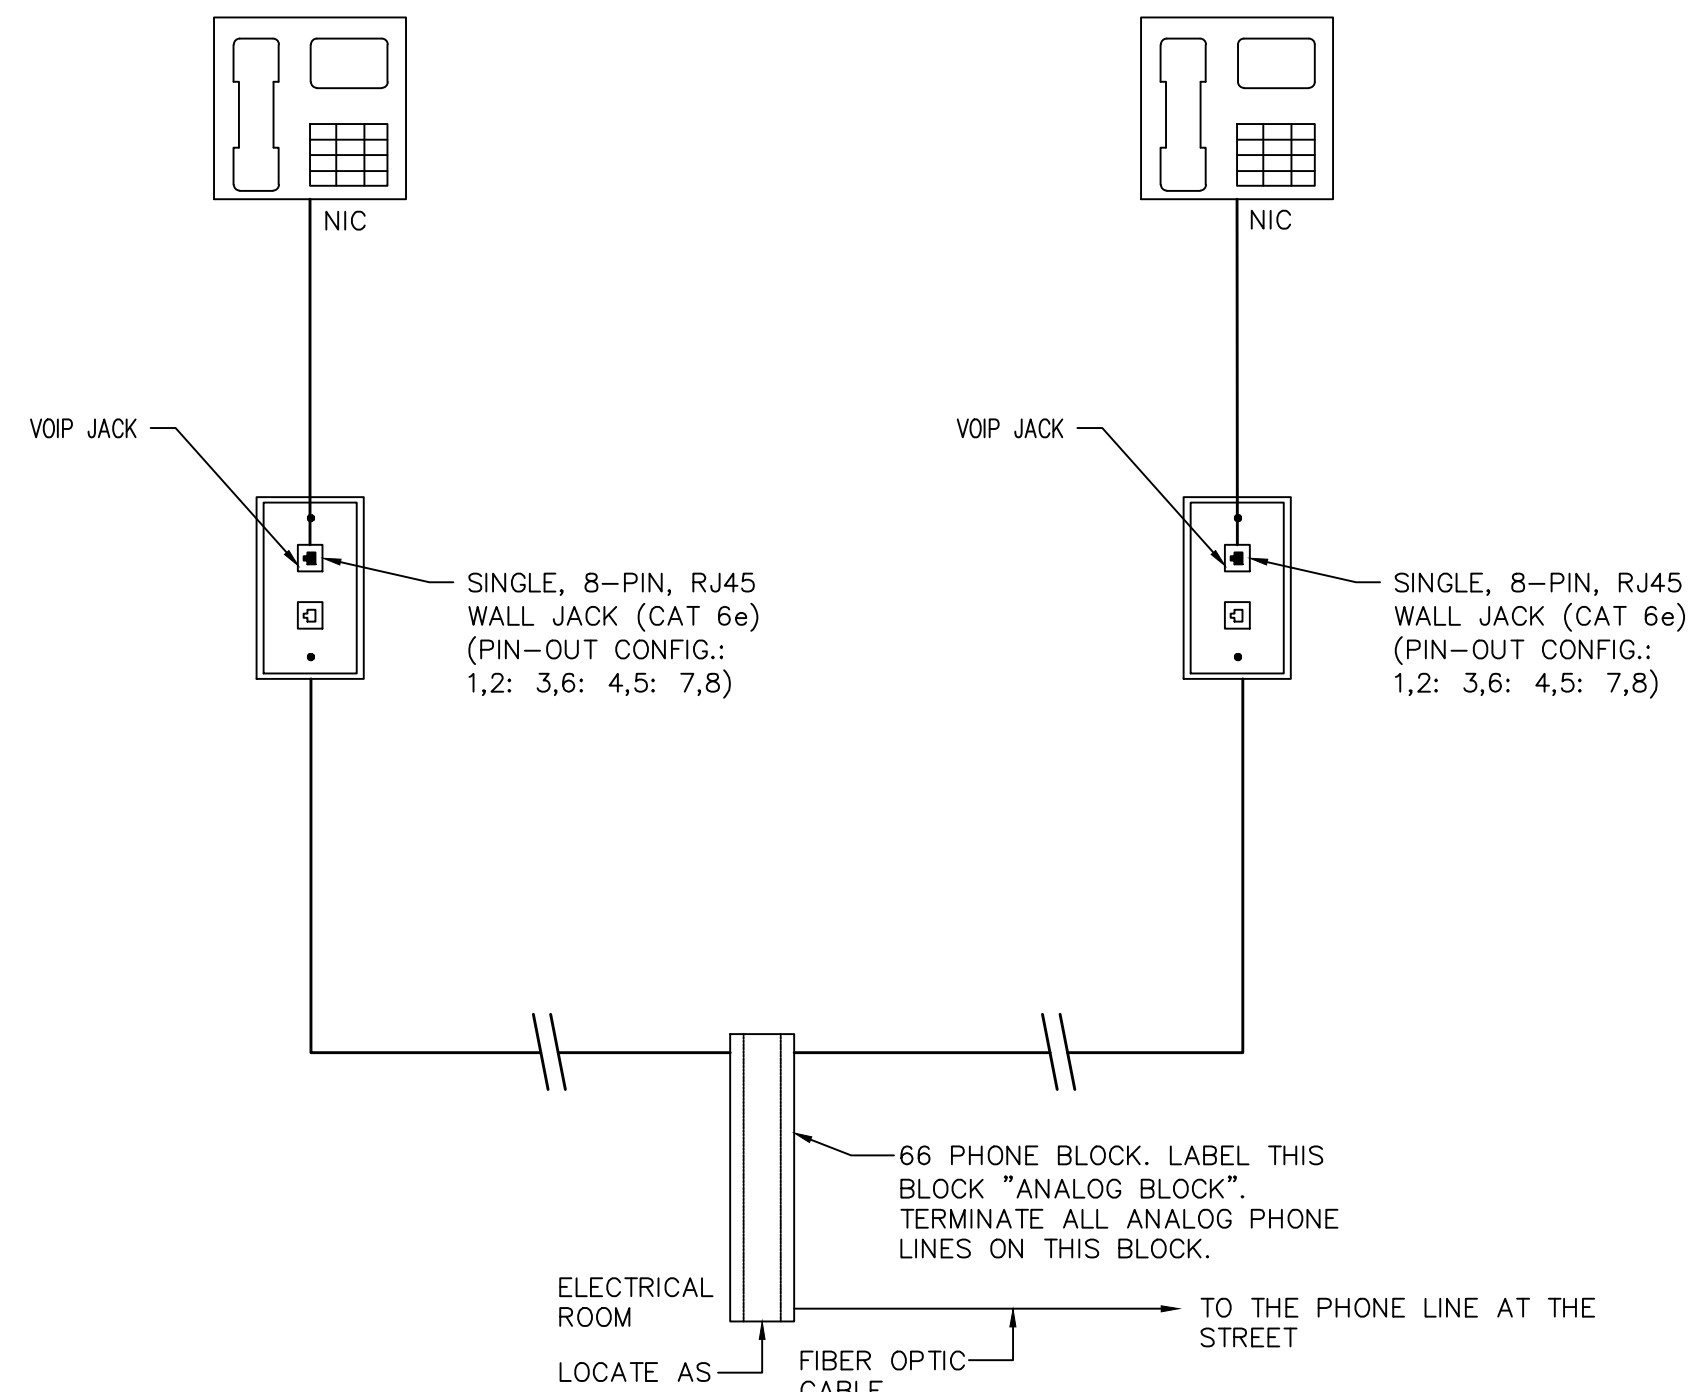 NIC
NIC
VOIP JACK
VOIP JACK
SINGLE, 8-PIN, RJ45
WALL JACK (CAT 6e)
(PIN-OUT CONFIG.:
1,2: 3,6: 4,5: 7,8)
SINGLE, 8-PIN, RJ45
WALL JACK (CAT 6e)
(PIN-OUT CONFIG.:
1,2: 3,6: 4,5: 7,8)
66 PHONE BLOCK. LABEL THIS
BLOCK "ANALOG BLOCK".
TERMINATE ALL ANALOG PHONE
LINES ON THIS BLOCK.
ELECTRICAL
ROOM
TO THE PHONE LINE AT THE
STREET
LOCATE AS
FIBER OPTIC
CABLE